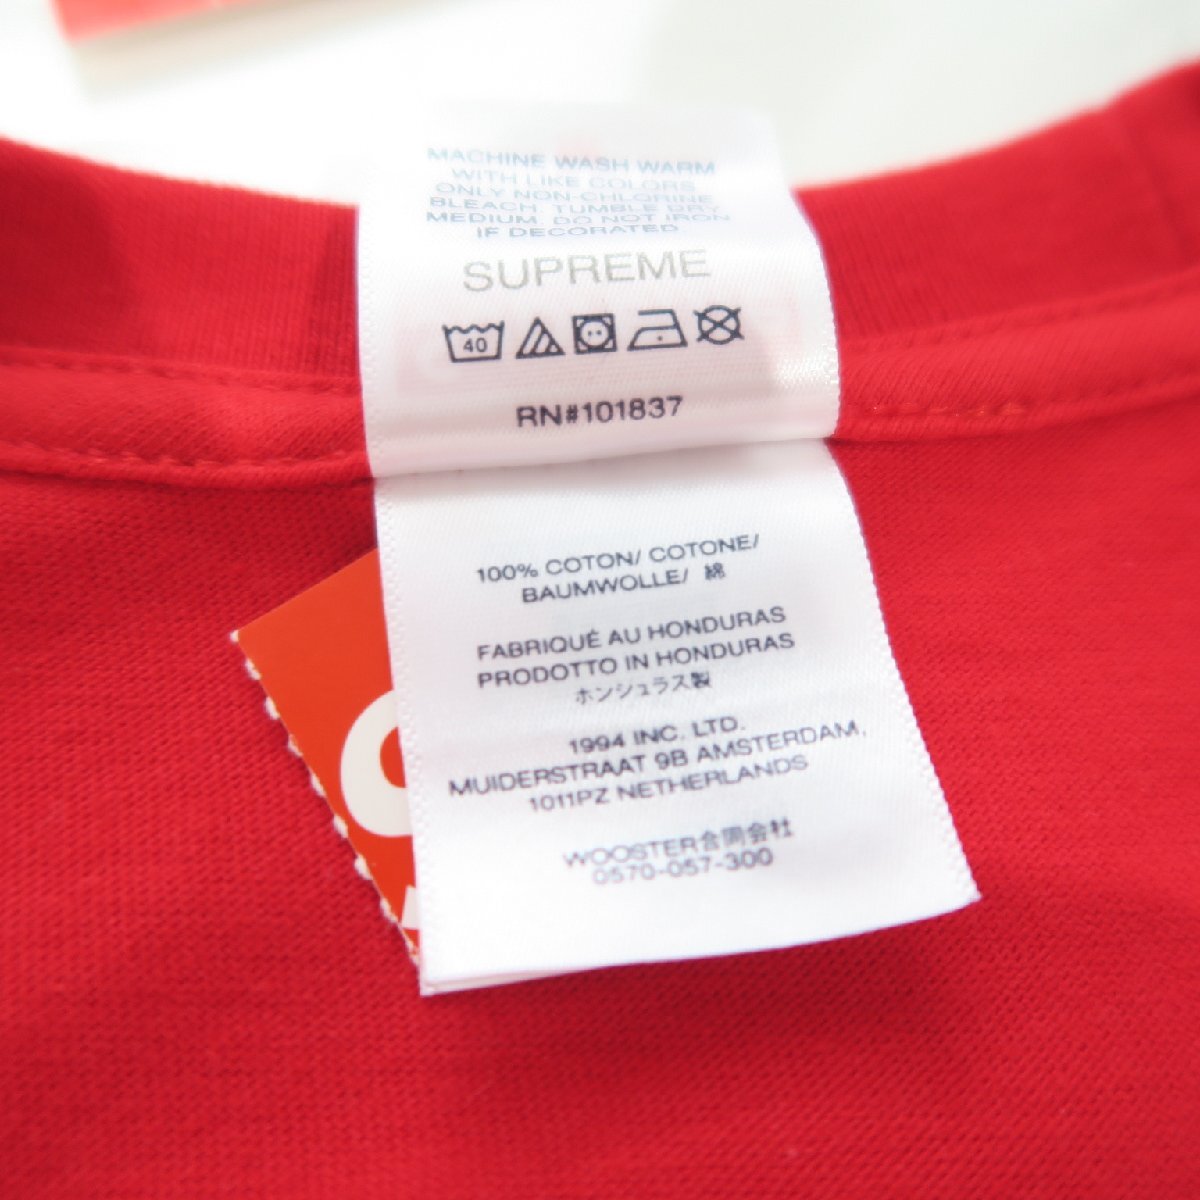 MACHINE WASH WARM
WITH LIKE COLORS.
ONLY NON-CHLORINE
BLEACH. TUMBLE DRY
MEDIUM. DO NOT IRON
IF DECORATED.
SUPREME
40
RN#101837
100% COTON/ COTONE/
BAUMWOLLE/ 綿
FABRIQUÉ AU HONDURAS
PRODOTTO IN HONDURAS
ホンジュラス製
1994 INC. LTD.
MUIDERSTRAAT 9B AMSTERDAM,
1011PZ NETHERLANDS
WOOSTER合同会社
0570-057-300